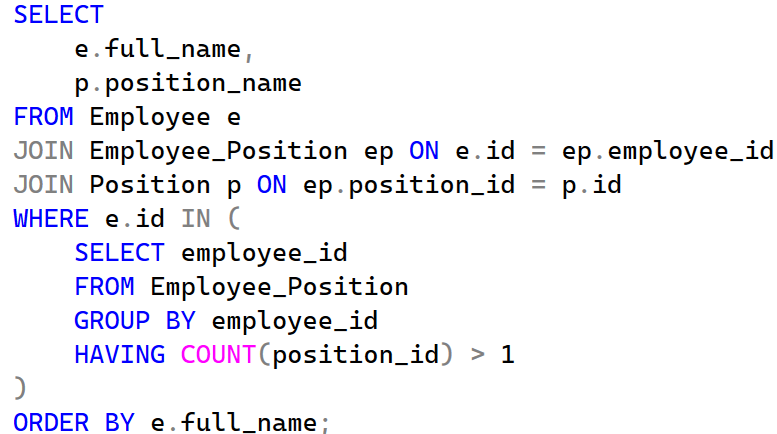 SELECT
    e.full_name,
    p.position_name
FROM Employee e
JOIN Employee_Position ep ON e.id = ep.employee_id
JOIN Position p ON ep.position_id = p.id
WHERE e.id IN (
    SELECT employee_id
    FROM Employee_Position
    GROUP BY employee_id
    HAVING COUNT(position_id) > 1
)
ORDER BY e.full_name;